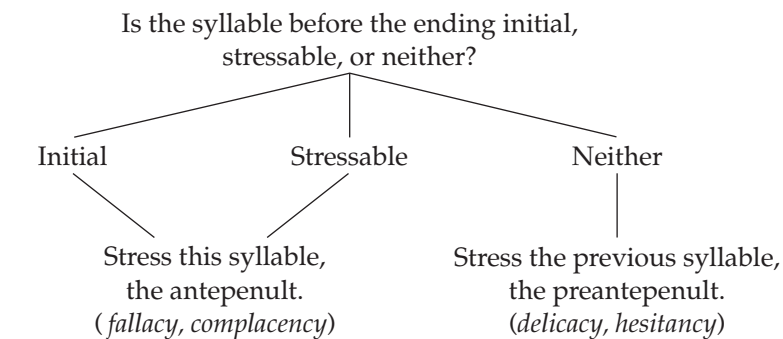 Is the syllable before the ending initial,
stressable, or neither?
Initial
Stressable
Neither
Stress this syllable,
the antepenult.
(fallacy, complacency)
Stress the previous syllable,
the preantepenult.
(delicacy, hesitancy)